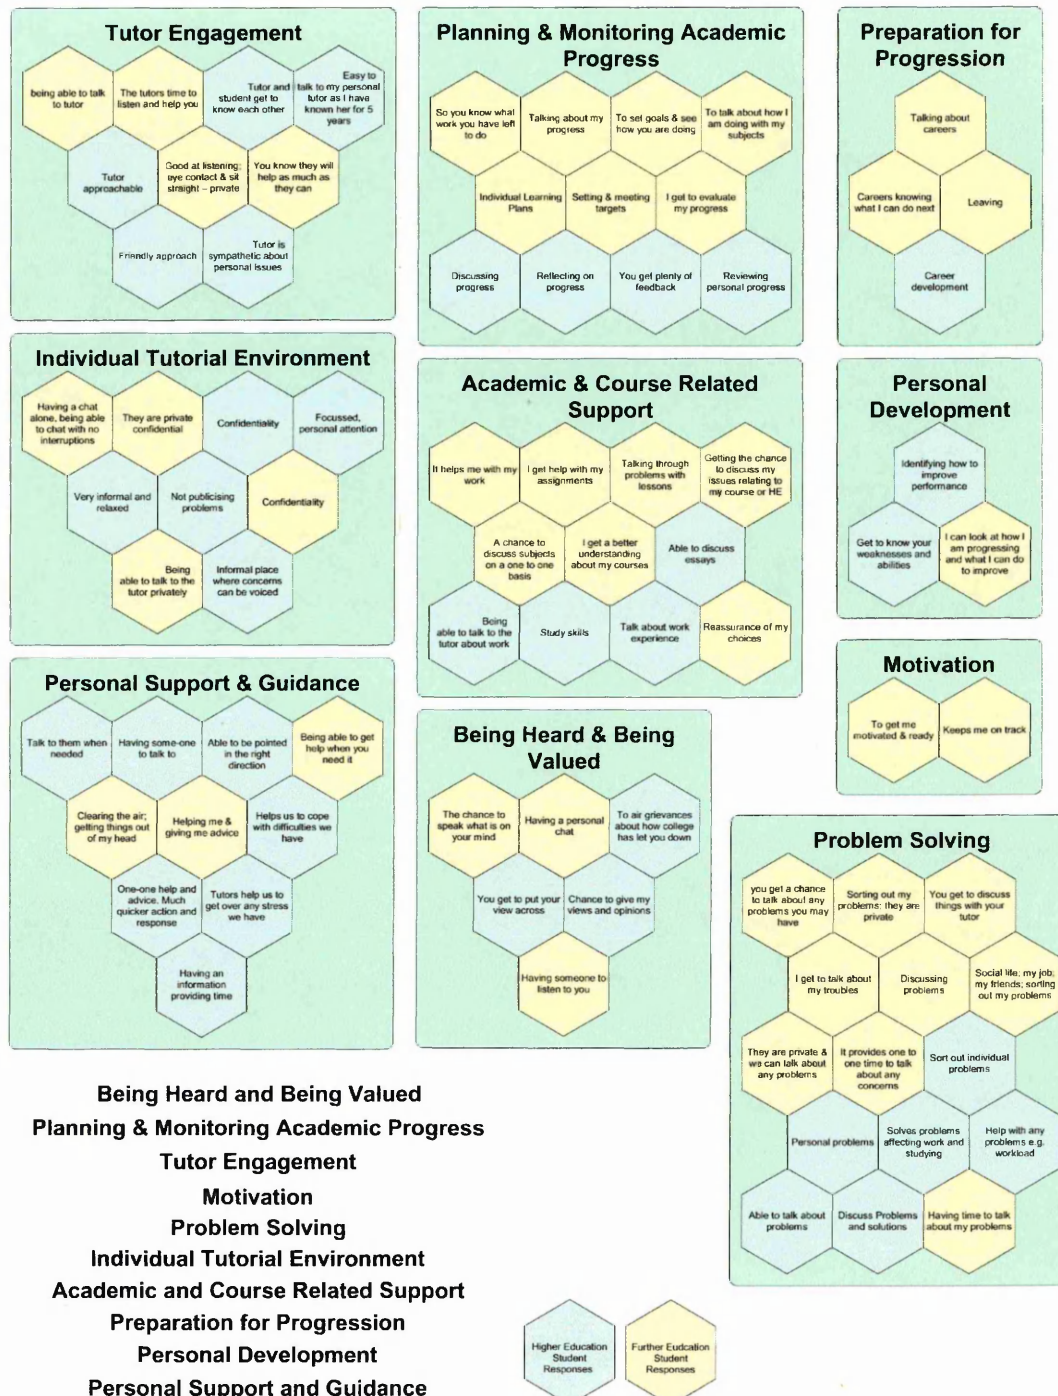 Tutor Engagement
being able to talk
to tutor
The tutors time to
listen and help you
Tutor and
student get to
know each other
Easy to
talk to my personal
tutor as I have
known her for 5
years
Tutor
approachable
Good at listening;
eye contact & sit
straight – private
You know they will
help as much as
they can
Friendly approach
Tutor is
sympathetic about
personal issues
Planning & Monitoring Academic
Progress
So you know what
work you have left
to do
Talking about my
progress
To set goals & see
how you are doing
To talk about how I
am doing with my
subjects
Individual Learning
Plans
Setting & meeting
targets
I get to evaluate
my progress
Discussing
progress
Reflecting on
progress
You get plenty of
feedback
Reviewing
personal progress
Preparation for
Progression
Talking about
careers
Careers knowing
what I can do next
Leaving
Career
development
Individual Tutorial Environment
Having a chat
alone, being able
to chat with no
interruptions
They are private
confidential
Confidentiality
Focussed,
personal attention
Very informal and
relaxed
Not publicising
problems
Confidentiality
Being
able to talk to the
tutor privately
Informal place
where concerns
can be voiced
Academic & Course Related
Support
It helps me with my
work
I get help with my
assignments
Talking through
problems with
lessons
Getting the chance
to discuss my
issues relating to
my course or HE
A chance to
discuss subjects
on a one to one
basis
I get a better
understanding
about my courses
Able to discuss
essays
Being
able to talk to the
tutor about work
Study skills
Talk about work
experience
Reassurance of my
choices
Personal
Development
Identifying how to
improve
performance
Get to know your
weaknesses and
abilities
I can look at how I
am progressing
and what I can do
to improve
Motivation
To get me
motivated & ready
Keeps me on track
Personal Support & Guidance
Talk to them when
needed
Having some-one
to talk to
Able to be pointed
in the right
direction
Being able to get
help when you
need it
Clearing the air;
getting things out
of my head
Helping me &
giving me advice
Helps us to cope
with difficulties we
have
One-one help and
advice. Much
quicker action and
response
Tutors help us to
get over any stress
we have
Having an
information
providing time
Being Heard & Being
Valued
The chance to
speak what is on
your mind
Having a personal
chat
To air grievances
about how college
has let you down
You get to put your
view across
Chance to give my
views and opinions
Having someone to
listen to you
Problem Solving
you get a chance
to talk about any
problems you may
have
Sorting out my
problems; they are
private
You get to discuss
things with your
tutor
I get to talk about
my troubles
Discussing
problems
Social life; my job;
my friends; sorting
out my problems
They are private &
we can talk about
any problems
It provides one to
one time to talk
about any
concerns
Sort out individual
problems
Personal problems
Solves problems
affecting work and
studying
Help with any
problems e.g.
workload
Able to talk about
problems
Discuss Problems
and solutions
Having time to talk
about my problems
Being Heard and Being Valued
Planning & Monitoring Academic Progress
Tutor Engagement
Motivation
Problem Solving
Individual Tutorial Environment
Academic and Course Related Support
Preparation for Progression
Personal Development
Personal Support and Guidance
Higher Education
Student
Responses
Further Eudcation
Student
Responses